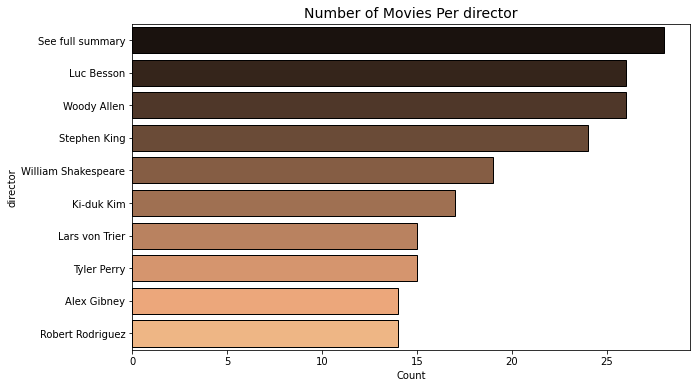 Number of Movies Per director
director
See full summary
Luc Besson
Woody Allen
Stephen King
William Shakespeare
Ki-duk Kim
Lars von Trier
Tyler Perry
Alex Gibney
Robert Rodriguez
0 5 10 15 20 25
Count